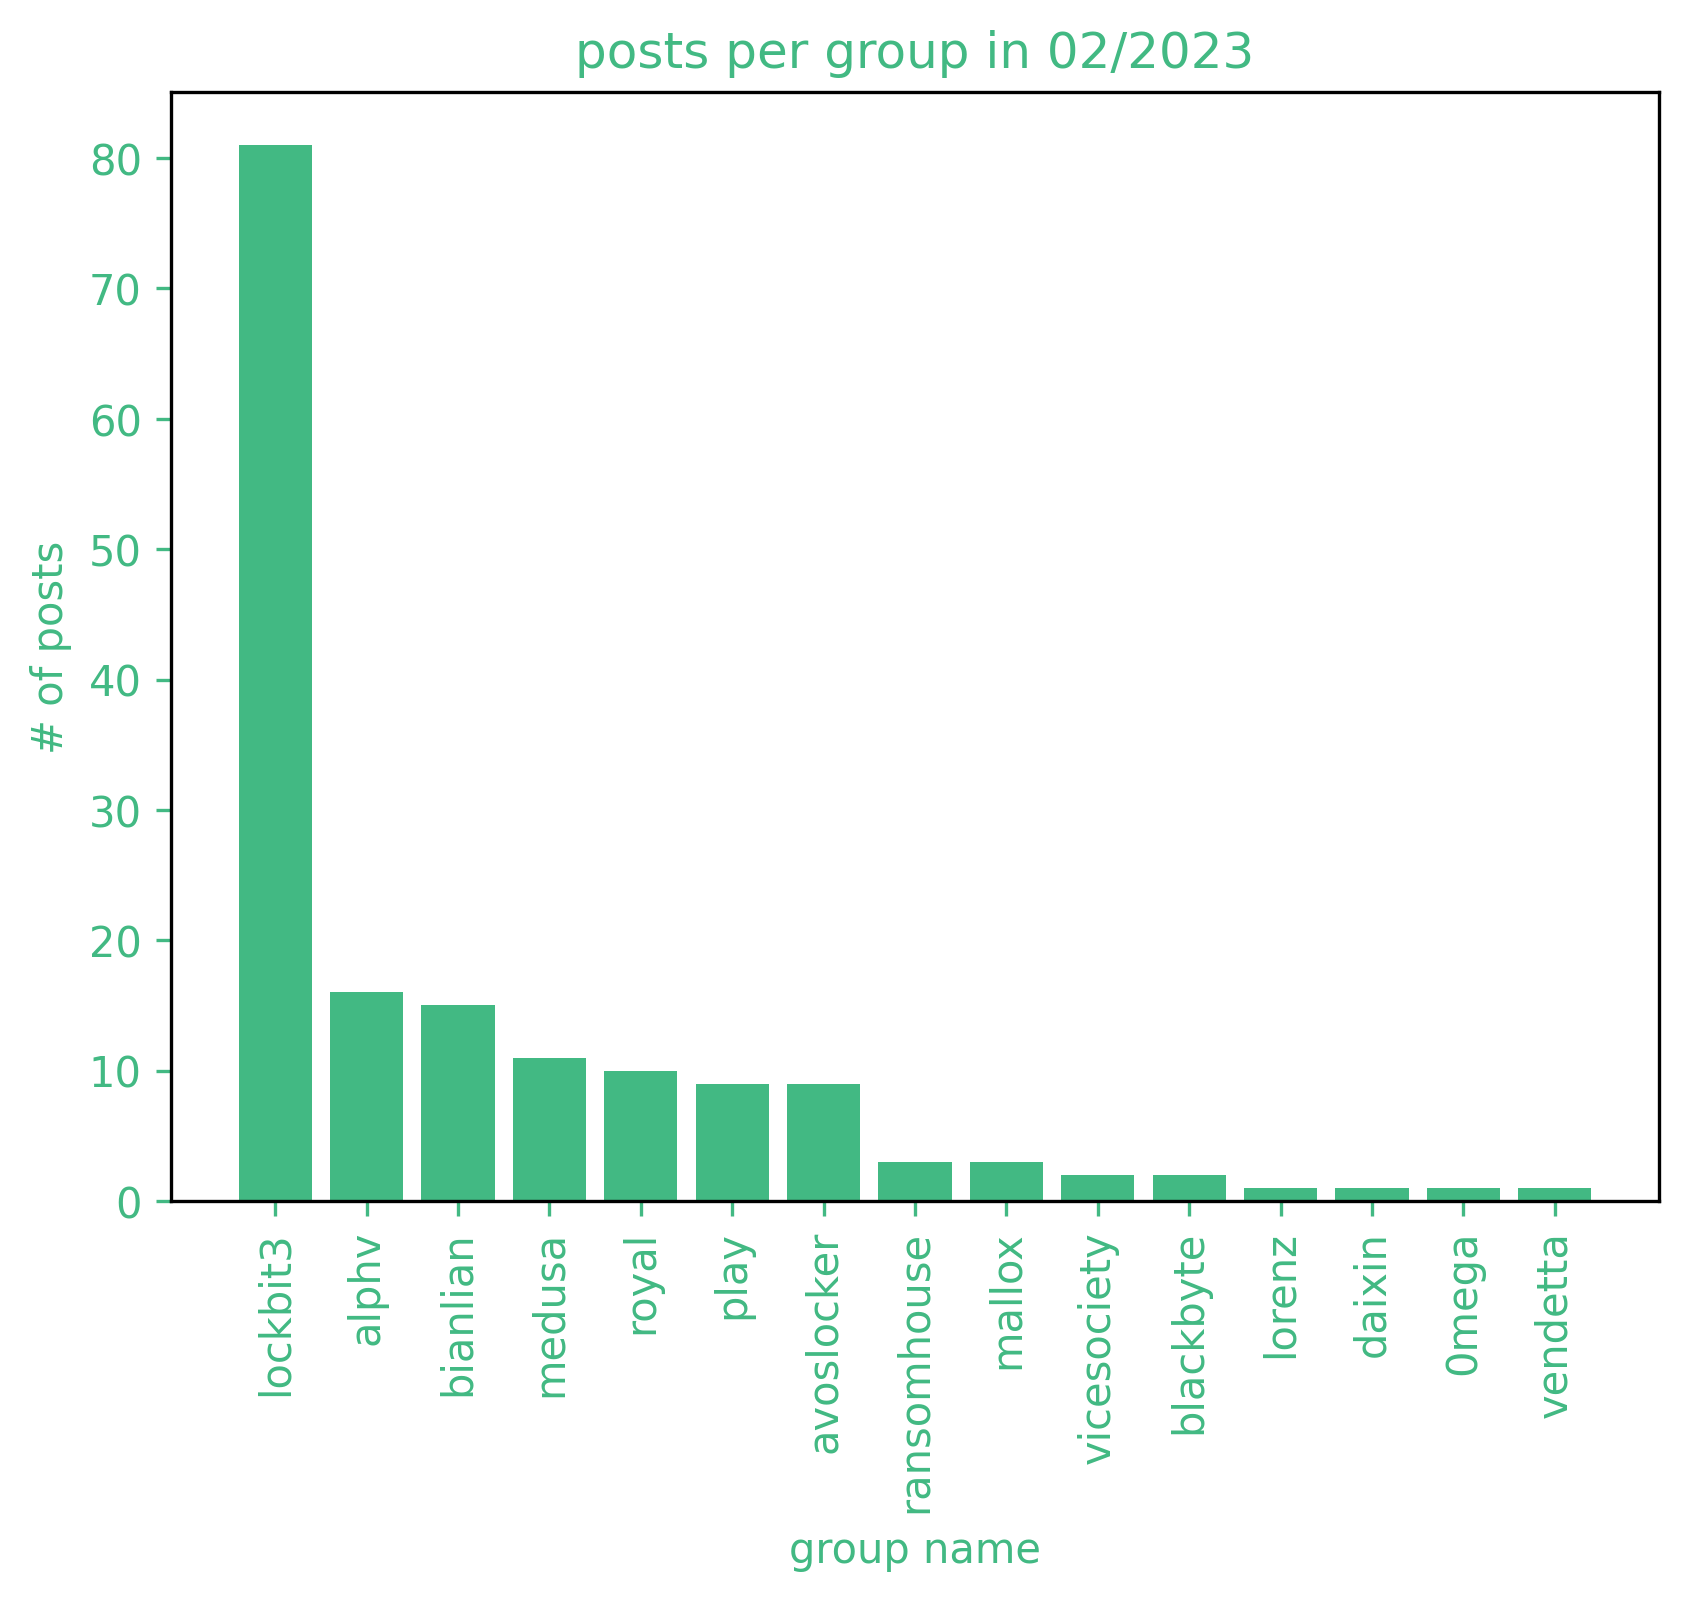 posts per group in 02/2023
# of posts
80
70
60
50
40
30
20
10
0
lockbit3
alphv
bianlian
medusa
royal
play
avoslocker
ransomhouse
mallox
vicesociety
blackbyte
lorenz
daixin
0mega
vendetta
group name